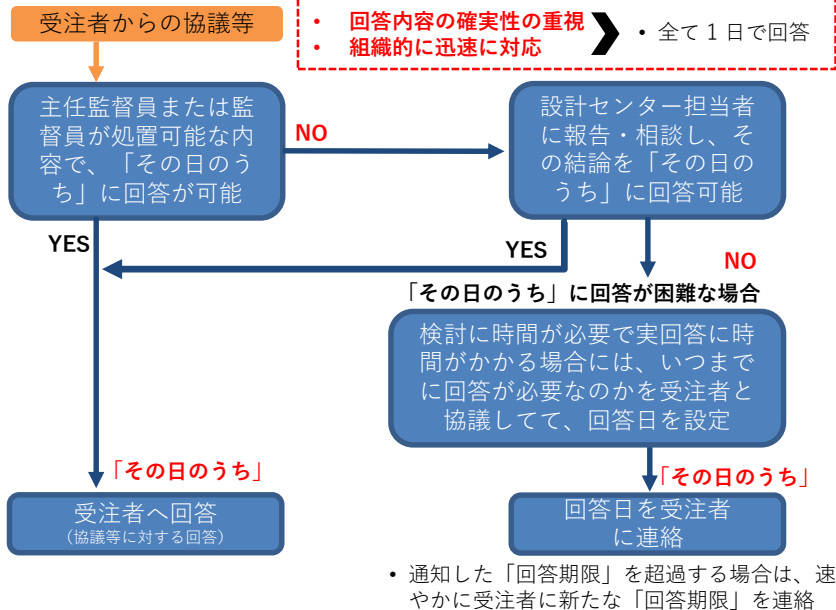 受注者からの協議等
• 回答内容の確実性の重視
• 組織的に迅速に対応
• 全て1日で回答
主任監督員または監
督員が処置可能な内
容で、「その日のう
ち」に回答が可能
NO
設計センター担当者
に報告・相談し、そ
の結論を「その日の
うち」に回答可能
YES
YES
NO
「その日のうち」に回答が困難な場合
検討に時間が必要で実回答に時
間がかかる場合には、いつまで
に回答が必要なのかを受注者と
協議してて、回答日を設定
「その日のうち」
「その日のうち」
受注者へ回答
(協議等に対する回答)
回答日を受注者
に連絡
• 通知した「回答期限」を超過する場合は、速
やかに受注者に新たな「回答期限」を連絡